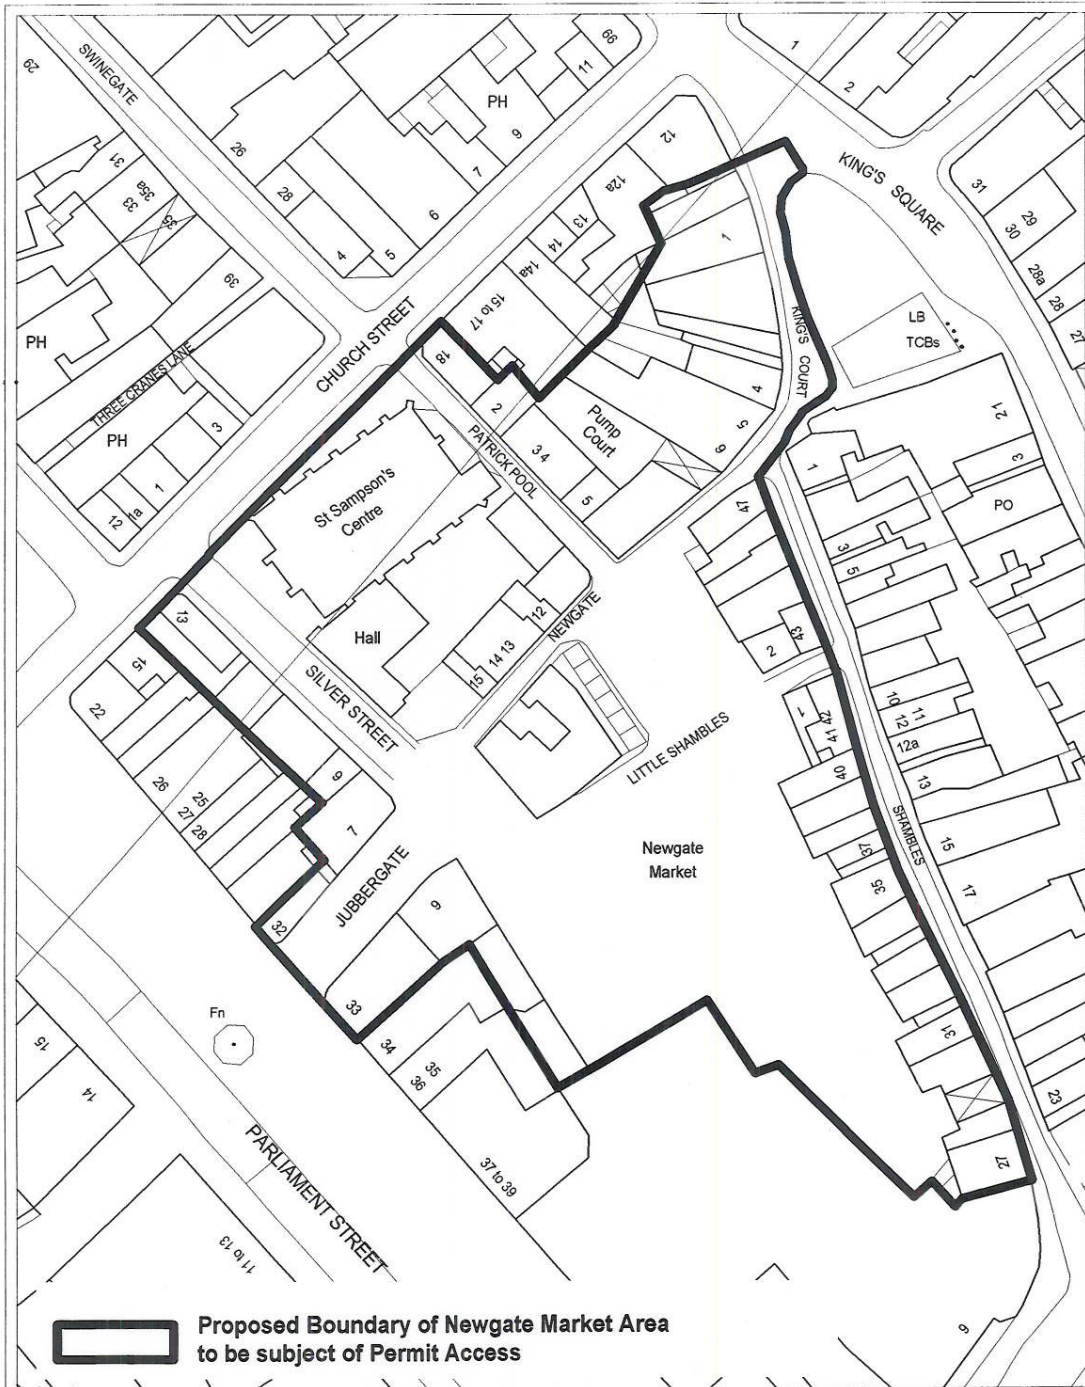 29
SWINEGATE
66
11
PH
9
7
6
26
28
4
5
31
33
35a
35
39
PH
THREE CRANES LANE
PH
3
1
1a
12
CHURCH STREET
1
2
KING'S SQUARE
31
29
30
28a
28
27
LB
TCBs
12
12a
13
14
14a
15 to 17
18
1
KING'S COURT
4
5
6
2
3 4
5
Pump
Court
PATRICK POOL
St Sampson's
Centre
Hall
SILVER STREET
13
15
22
12
14 13
15
NEWGATE
LITTLE SHAMBLES
Newgate
Market
47
43
2
1
41 42
40
37
35
31
27
1
3
5
21
3
PO
10
11
12
12a
13
15
17
23
SHAMBLES
26
25
27
28
9
7
32
JUBBERGATE
9
33
34
35
36
37 to 39
Fn
15
14
PARLIAMENT STREET
11 to 13
6
Proposed Boundary of Newgate Market Area
to be subject of Permit Access